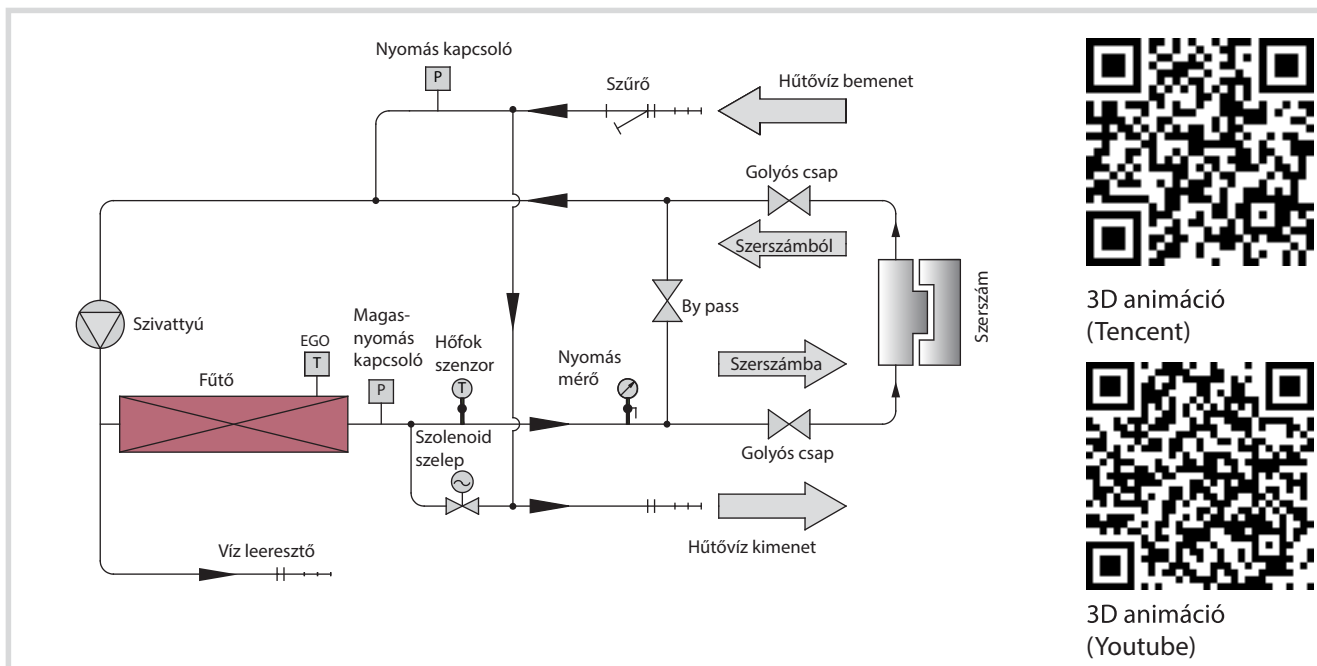 Nyomás kapcsoló
P
Szűrő
Hűtővíz bemenet
Golyós csap
Szerszámból
Szerszám
By pass
Szivattyú
EGO
T
Magas-
nyomás
kapcsoló
P
Hőfok
szenzor
T
Nyomás
mérő
Szerszámba
Fűtő
Szolenoid
szelep
Golyós csap
Víz leeresztő
Hűtővíz kimenet
3D animáció
(Tencent)
3D animáció
(Youtube)